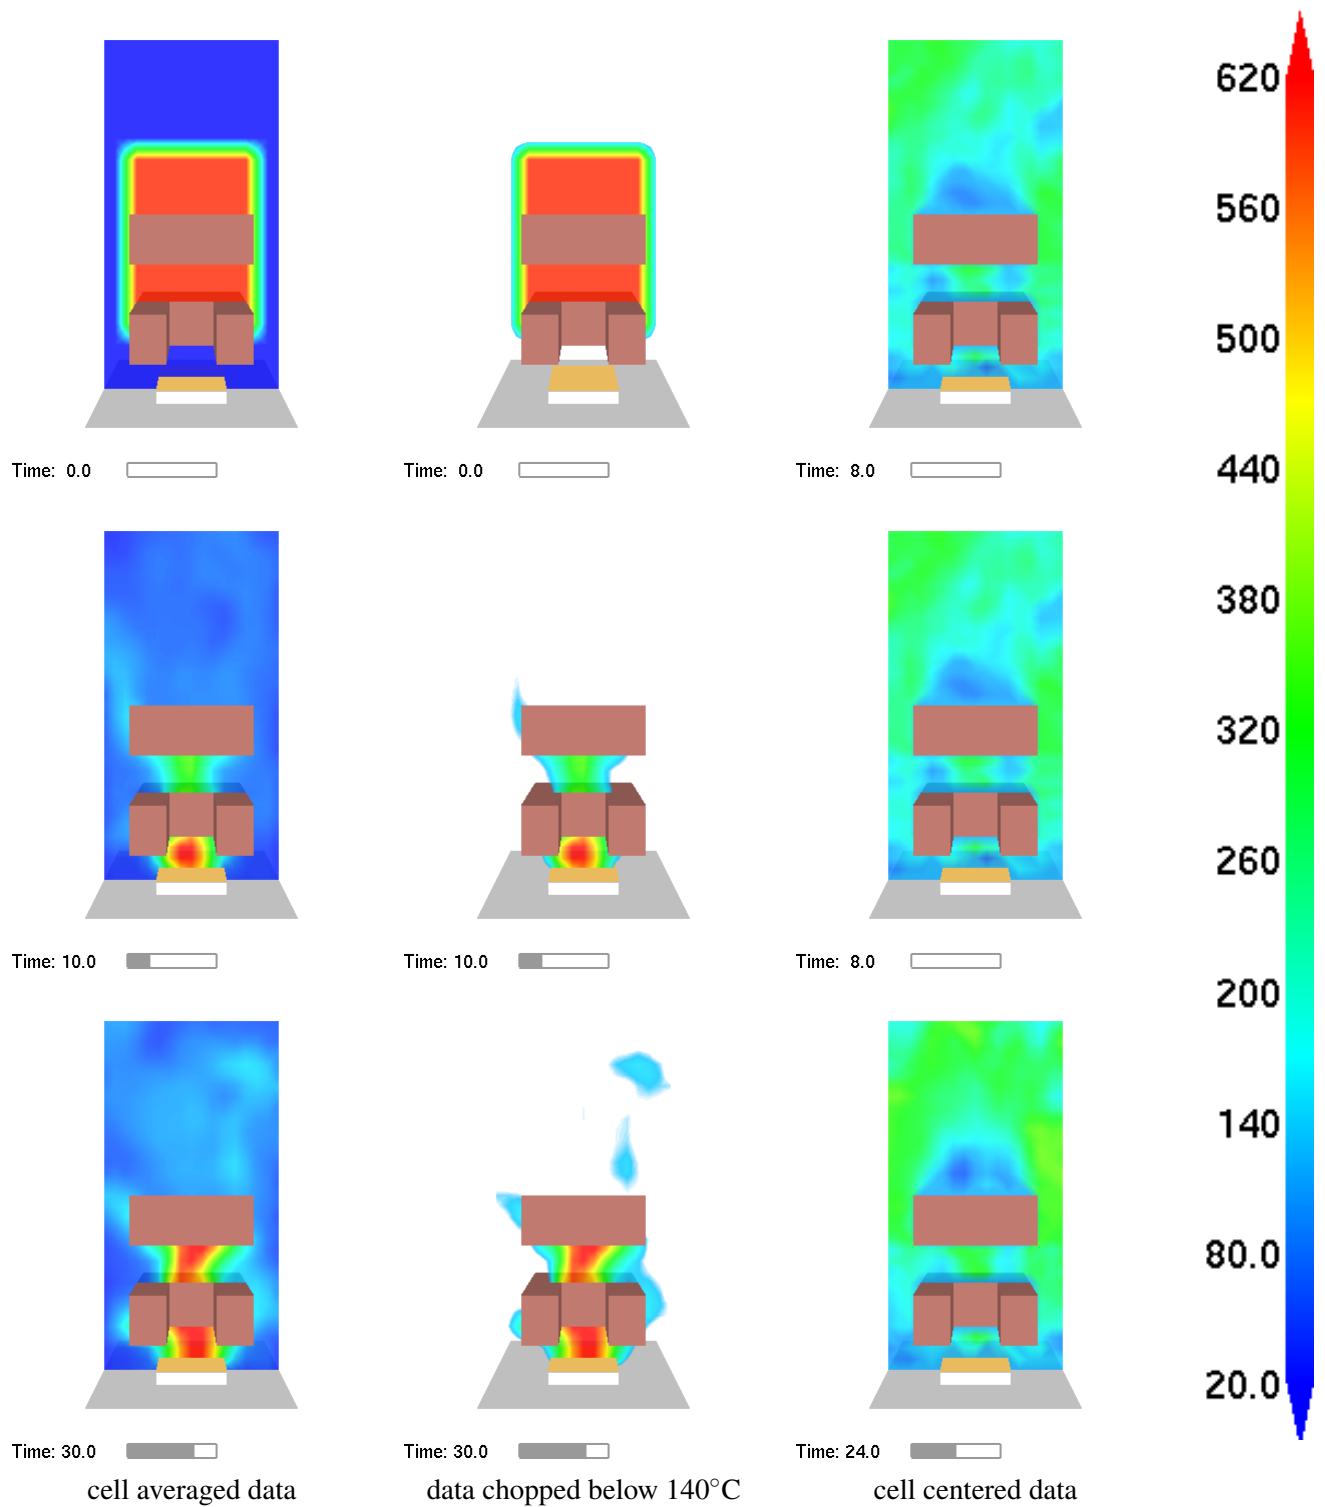 620
560
500
440
380
320
260
200
140
80.0
20.0
Time: 0.0
Time: 0.0
Time: 8.0
Time: 10.0
Time: 10.0
Time: 8.0
Time: 30.0
Time: 30.0
Time: 24.0
cell averaged data
data chopped below 140°C
cell centered data